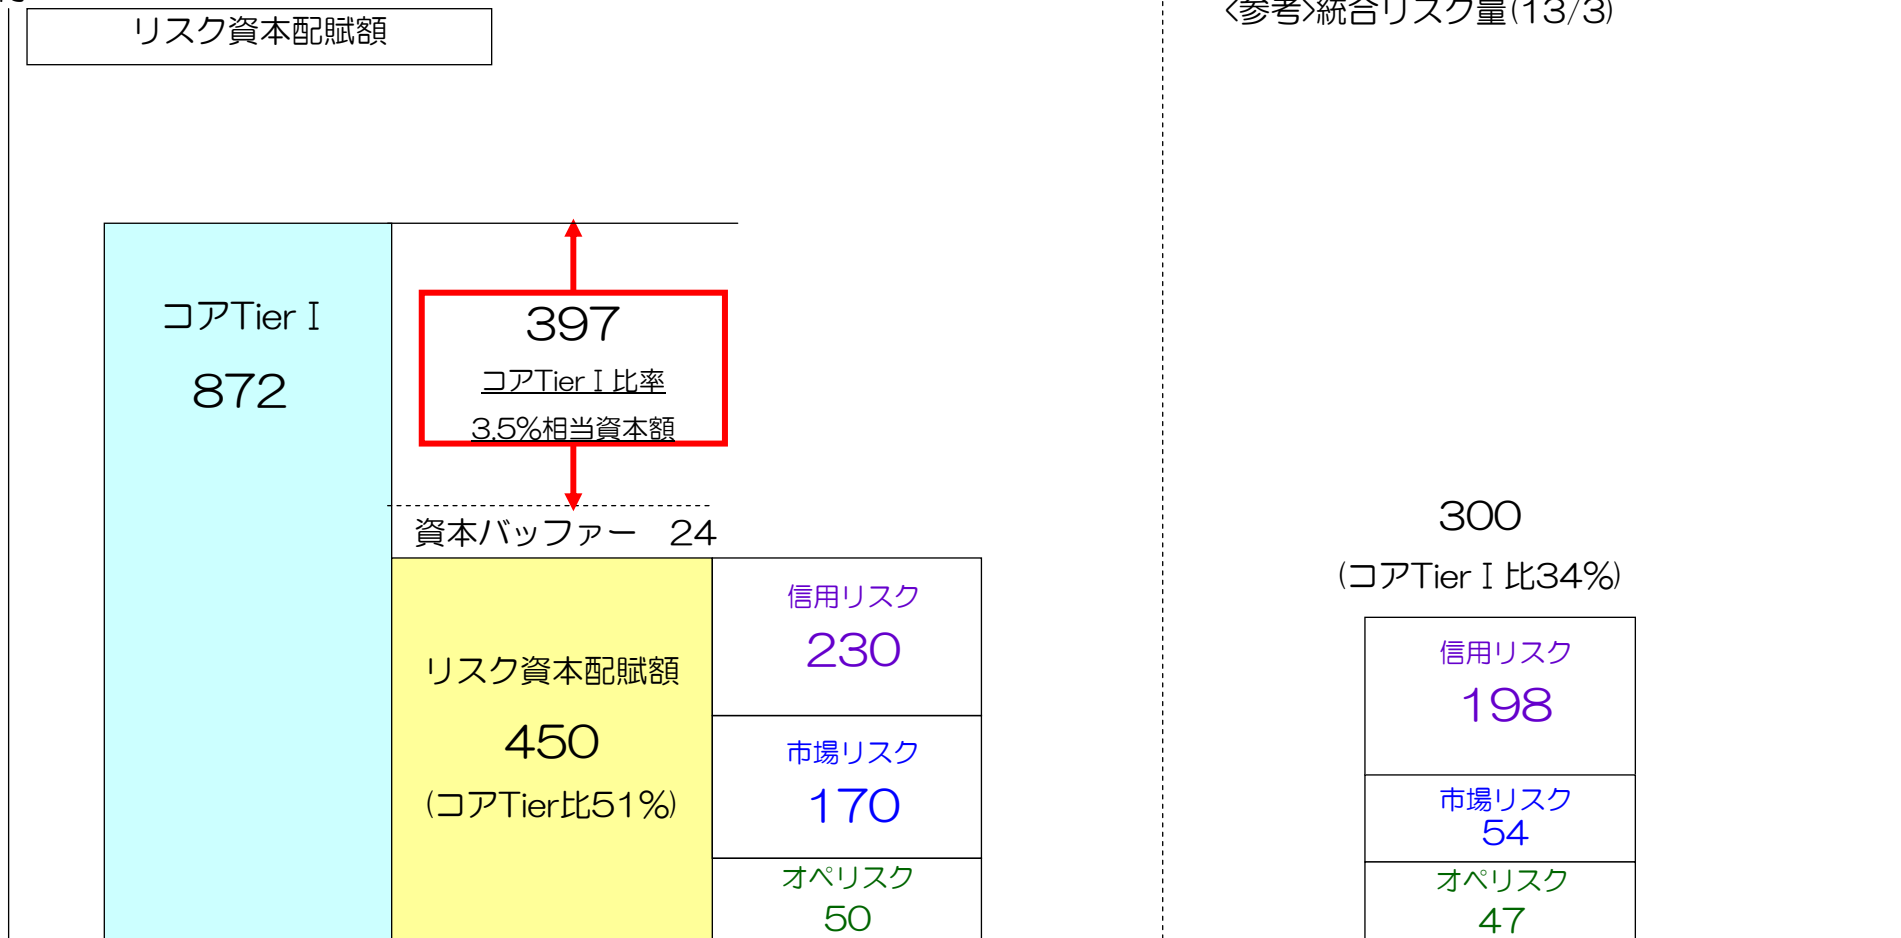 リスク資本配賦額
<参考>統合リスク量(13/3)
コアTierⅠ
872
397
コアTierⅠ比率
3.5%相当資本額
資本バッファー 24
リスク資本配賦額
450
(コアTier比51%)
信用リスク
230
市場リスク
170
オペリスク
50
300
(コアTierⅠ比34%)
信用リスク
198
市場リスク
54
オペリスク
47